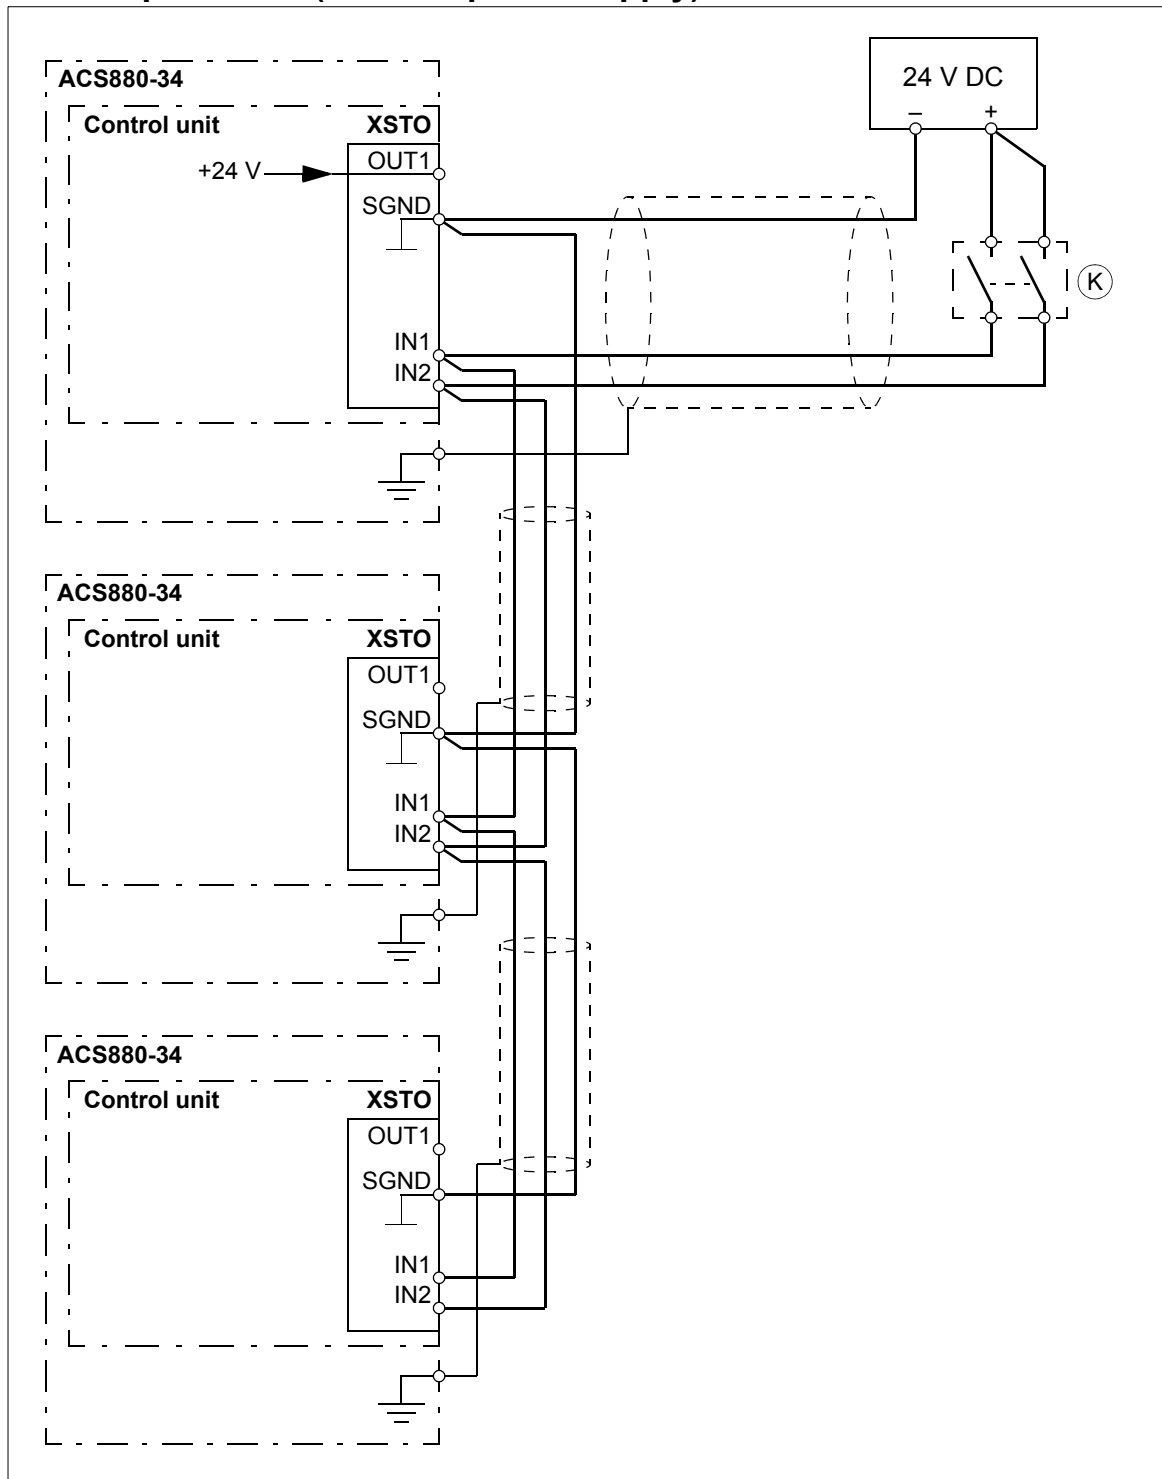 24 V DC
– +
ACS880-34
Control unit
XSTO
OUT1
+24 V
SGND
IN1
IN2
K
ACS880-34
Control unit
XSTO
OUT1
SGND
IN1
IN2
ACS880-34
Control unit
XSTO
OUT1
SGND
IN1
IN2